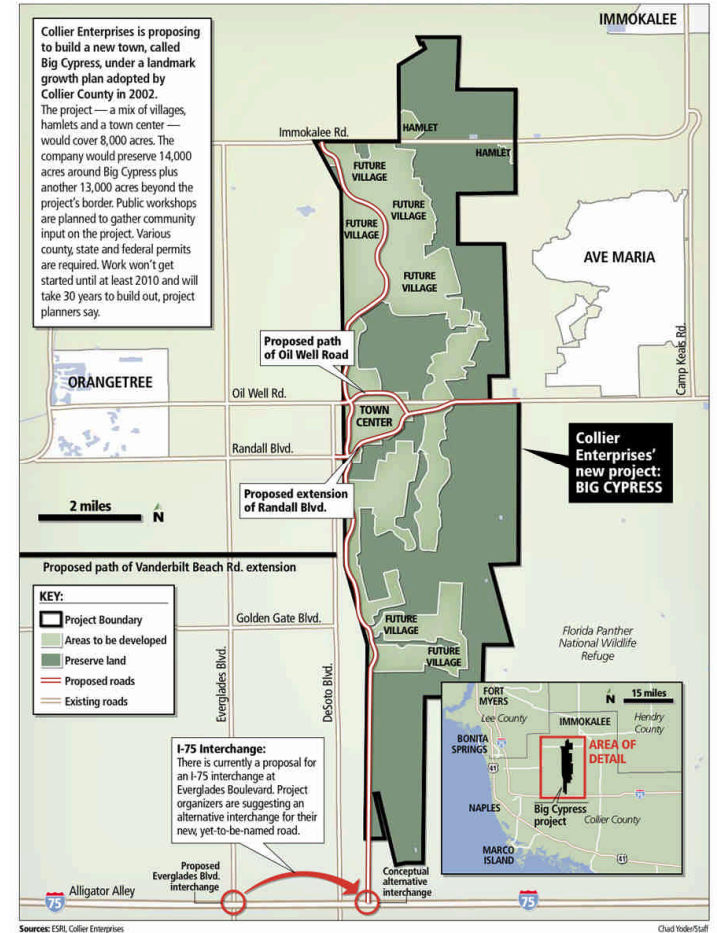 IMMOKALEE
Collier Enterprises is proposing
to build a new town, called
Big Cypress, under a landmark
growth plan adopted by
Collier County in 2002.
The project — a mix of villages,
hamlets and a town center —
would cover 8,000 acres. The
company would preserve 14,000
acres around Big Cypress plus
another 13,000 acres beyond the
project's border. Public workshops
are planned to gather community
input on the project. Various
county, state and federal permits
are required. Work won't get
started until at least 2010 and will
take 30 years to build out, project
planners say.
Immokalee Rd.
HAMLET
HAMLET
FUTURE
VILLAGE
FUTURE
VILLAGE
FUTURE
VILLAGE
FUTURE
VILLAGE
AVE MARIA
Camp Keais Rd.
Proposed path
of Oil Well Road
ORANGETREE
Oil Well Rd.
TOWN
CENTER
Randall Blvd.
Collier
Enterprises'
new project:
BIG CYPRESS
Proposed extension
of Randall Blvd.
2 miles
N
Proposed path of Vanderbilt Beach Rd. extension
KEY:
Project Boundary
Areas to be developed
Preserve land
Proposed roads
Existing roads
Golden Gate Blvd.
Everglades Blvd.
DeSoto Blvd.
FUTURE
VILLAGE
FUTURE
VILLAGE
Florida Panther
National Wildlife
Refuge
I-75 Interchange:
There is currently a proposal for
an I-75 interchange at
Everglades Boulevard. Project
organizers are suggesting an
alternative interchange for their
new, yet-to-be-named road.
FORT
MYERS
N
15 miles
Lee County
IMMOKALEE
Hendry
County
BONITA
SPRINGS
75
41
AREA OF
DETAIL
75
NAPLES
Big Cypress
project
Collier County
MARCO
ISLAND
41
Proposed
Everglades Blvd.
interchange
Conceptual
alternative
interchange
Alligator Alley
75
75
Sources: ESRI, Collier Enterprises
Chad Yoder/Staff